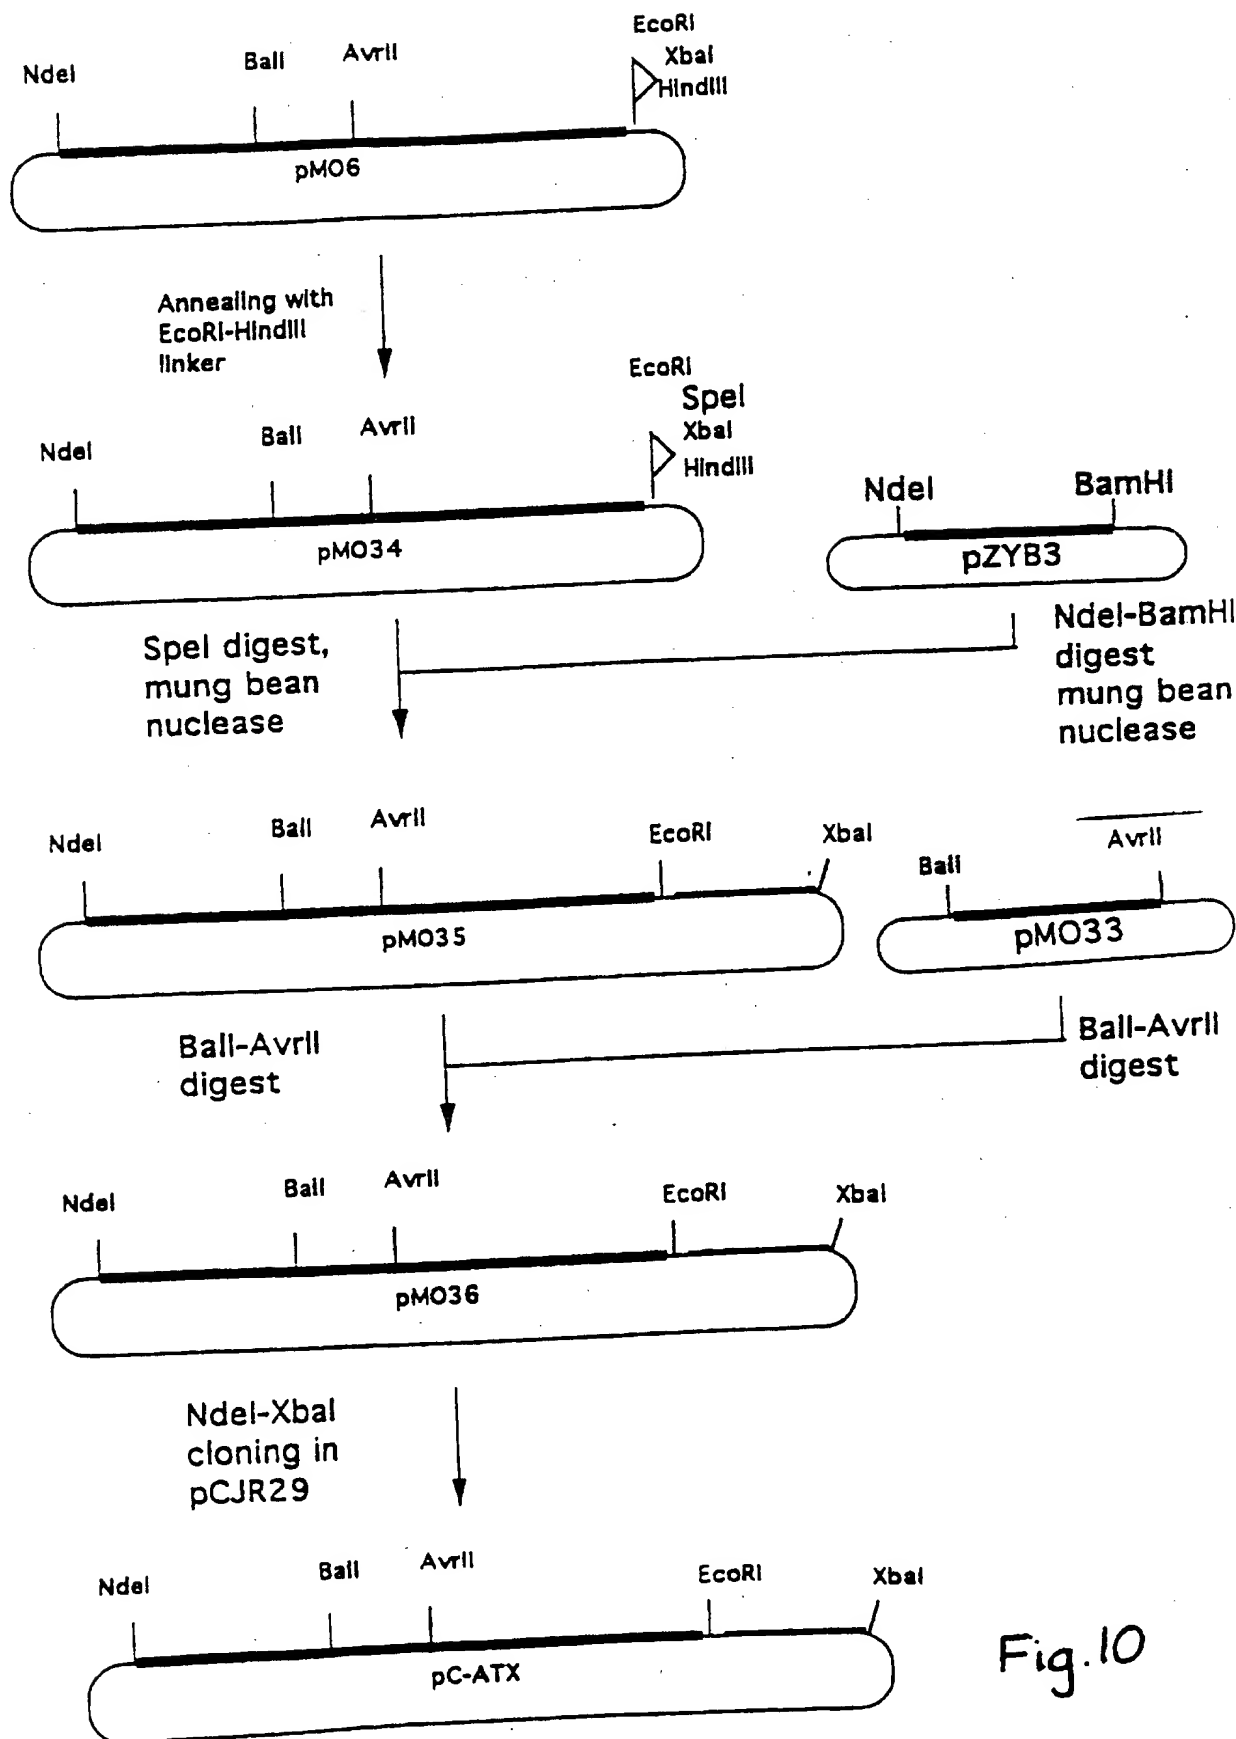 EcoRI
NdeI
BalI
AvrII
XbaI
HindIII
pMO6
Annealing with
EcoRI-HindIII
linker
EcoRI
SpeI
NdeI
BalI
AvrII
XbaI
HindIII
pMO34
NdeI
BamHI
pZYB3
SpeI digest,
mung bean
nuclease
NdeI-BamHI
digest
mung bean
nuclease
NdeI
BalI
AvrII
EcoRI
XbaI
pMO35
BalI
AvrII
pMO33
BalI-AvrII
digest
BalI-AvrII
digest
NdeI
BalI
AvrII
EcoRI
XbaI
pMO36
NdeI-XbaI
cloning in
pCJR29
NdeI
BalI
AvrII
EcoRI
XbaI
pC-ATX
Fig.10